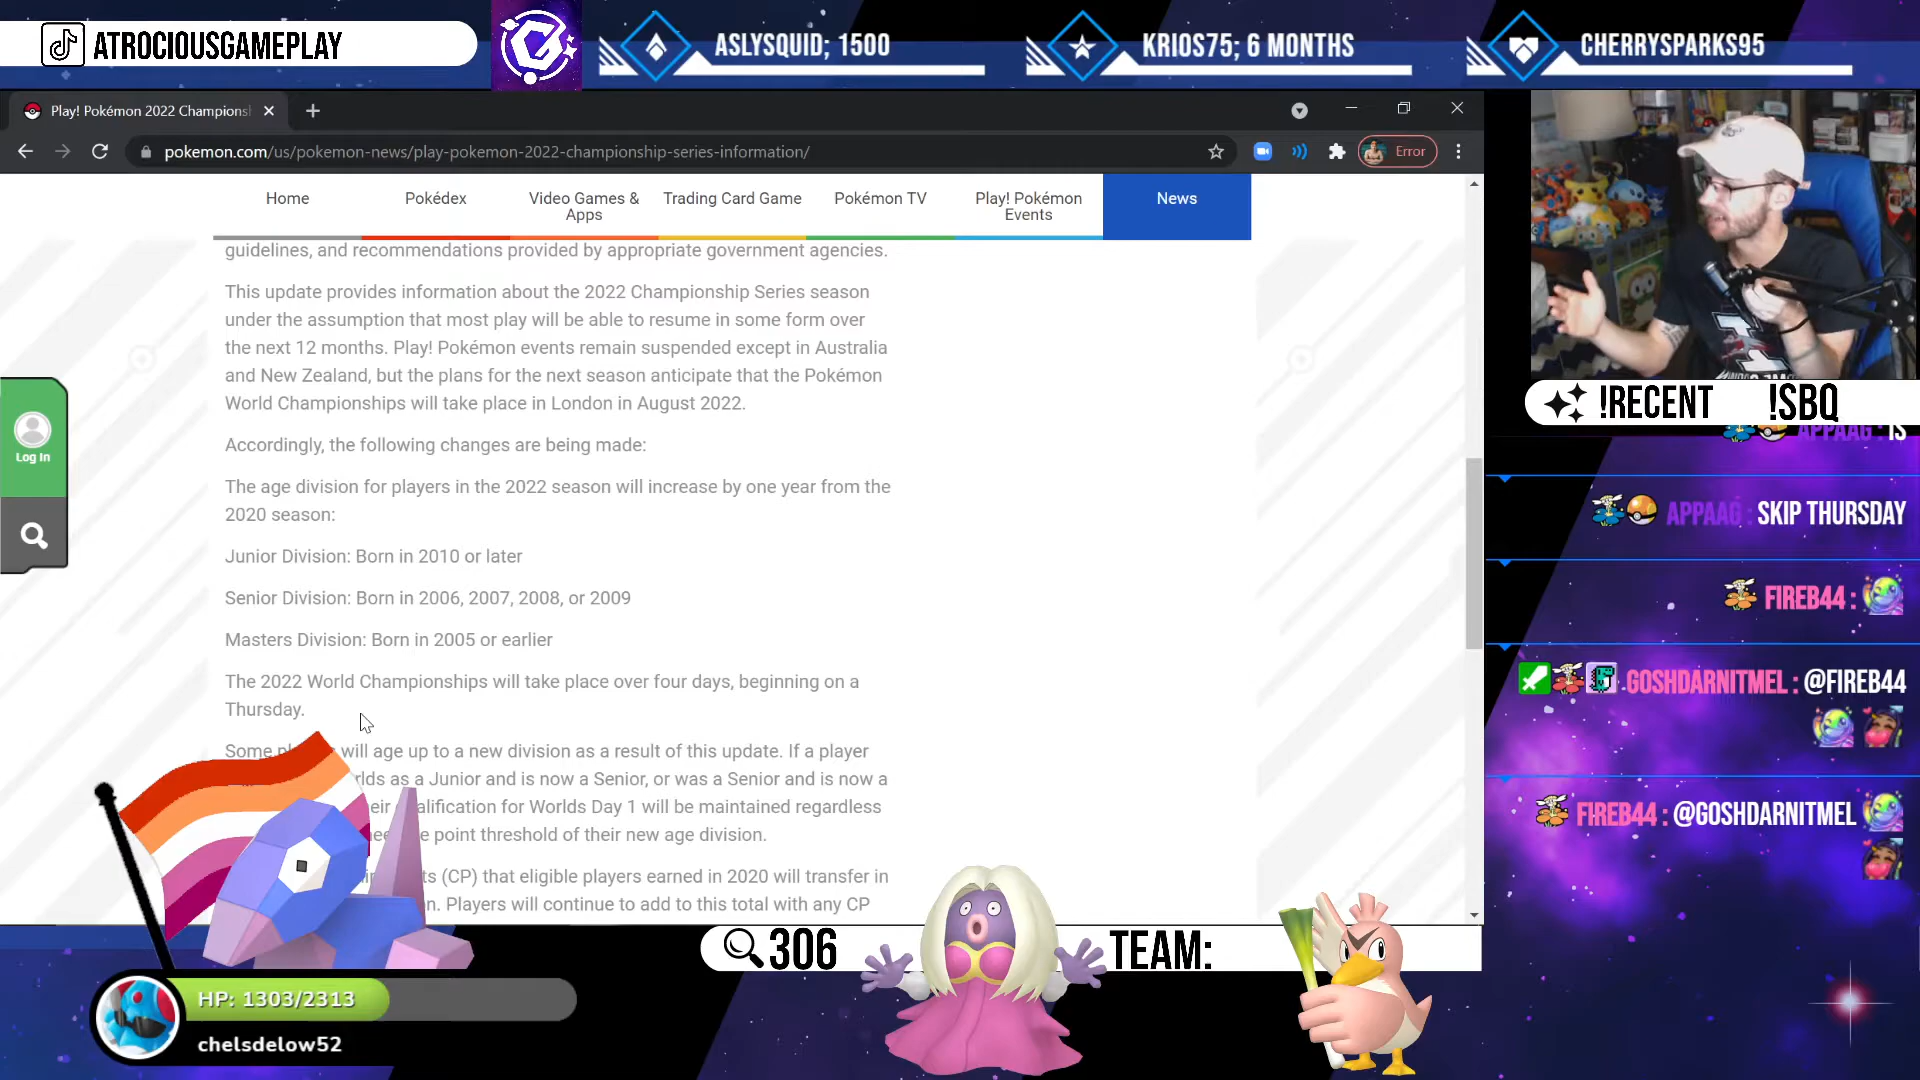 ATROCIOUSGAMEPLAY
ASLYSQUID; 1500
KRIOS75; 6 MONTHS
CHERRYSPARKS95
Play! Pokémon 2022 Champions
pokemon.com/us/pokemon-news/play-pokemon-2022-championship-series-information/
Error
Home
Pokédex
Video Games & Apps
Trading Card Game
Pokémon TV
Play! Pokémon Events
News
guidelines, and recommendations provided by appropriate government agencies.
This update provides information about the 2022 Championship Series season
under the assumption that most play will be able to resume in some form over
the next 12 months. Play! Pokémon events remain suspended except in Australia
and New Zealand, but the plans for the next season anticipate that the Pokémon
World Championships will take place in London in August 2022.
Accordingly, the following changes are being made:
The age division for players in the 2022 season will increase by one year from the
2020 season:
Junior Division: Born in 2010 or later
Senior Division: Born in 2006, 2007, 2008, or 2009
Masters Division: Born in 2005 or earlier
The 2022 World Championships will take place over four days, beginning on a
Thursday.
Some will age up to a new division as a result of this update. If a player
as a Junior and is now a Senior, or was a Senior and is now a
for Worlds Day 1 will be maintained regardless
point threshold of their new age division.
(CP) that eligible players earned in 2020 will transfer in
Players will continue to add to this total with any CP
Log In
!RECENT !SBQ
APPAAG : IS
APPAAG : SKIP THURSDAY
FIREB44 :
GOSHDARNITMEL : @FIREB44
FIREB44 : @GOSHDARNITMEL
306
TEAM:
HP: 1303/2313
chelsdelow52